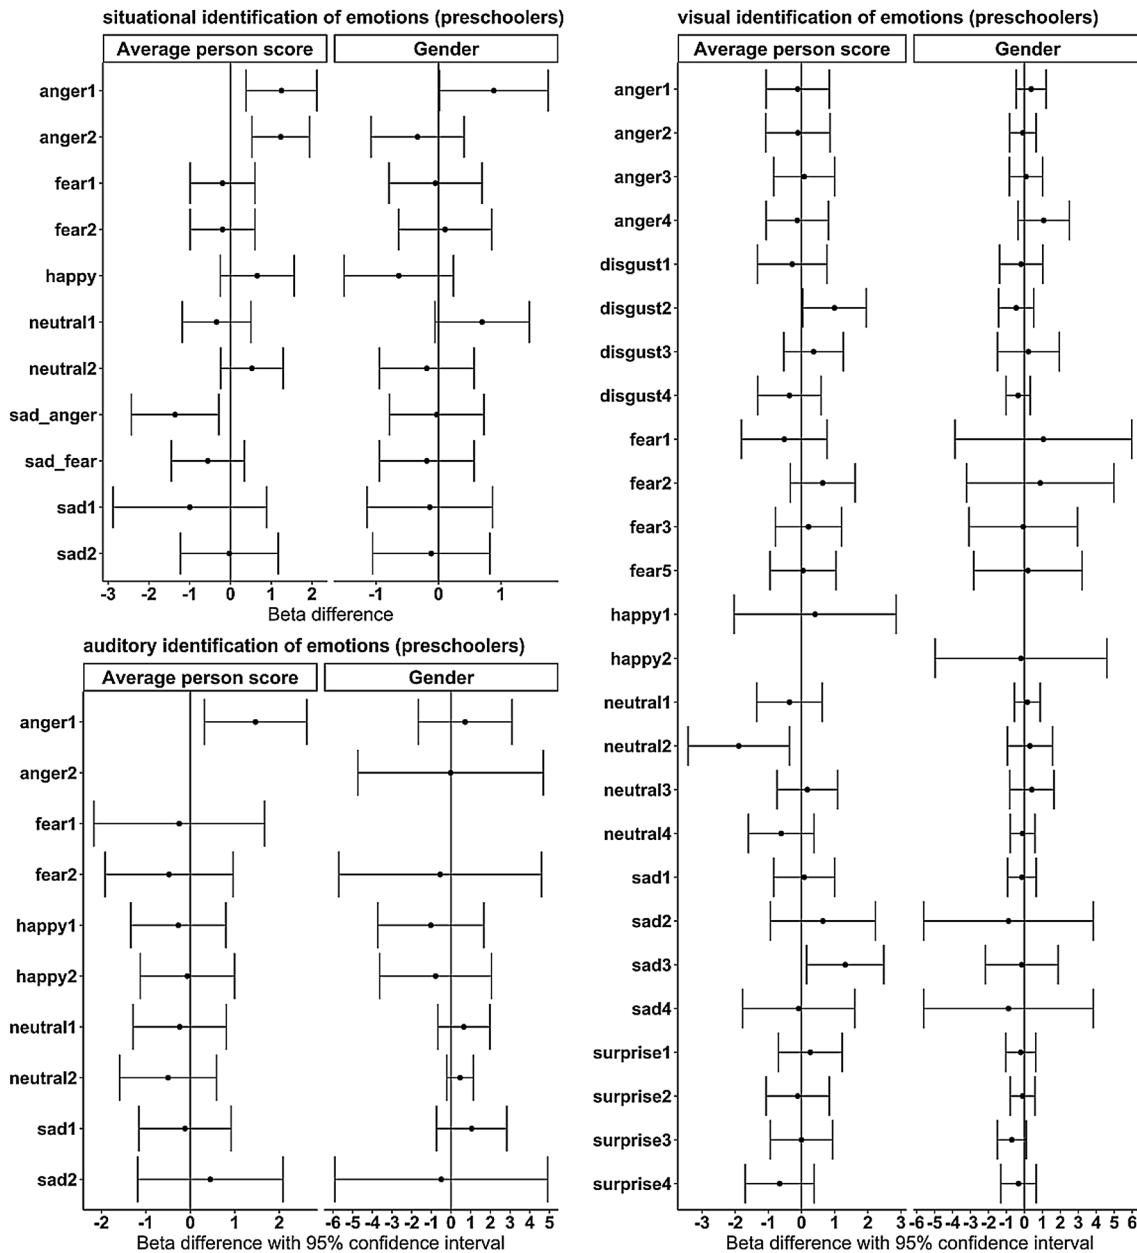 situational identification of emotions (preschoolers)
Average person score
Gender
anger1
anger2
fear1
fear2
happy
neutral1
neutral2
sad_anger
sad_fear
sad1
sad2
-3 -2 -1 0 1 2
-1 0 1
Beta difference
auditory identification of emotions (preschoolers)
Average person score
Gender
anger1
anger2
fear1
fear2
happy1
happy2
neutral1
neutral2
sad1
sad2
-2 -1 0 1 2
-6 -5 -4 -3 -2 -1 0 1 2 3 4 5
Beta difference with 95% confidence interval
visual identification of emotions (preschoolers)
Average person score
Gender
anger1
anger2
anger3
anger4
disgust1
disgust2
disgust3
disgust4
fear1
fear2
fear3
fear5
happy1
happy2
neutral1
neutral2
neutral3
neutral4
sad1
sad2
sad3
sad4
surprise1
surprise2
surprise3
surprise4
-3 -2 -1 0 1 2 3
-6 -5 -4 -3 -2 -1 0 1 2 3 4 5 6
Beta difference with 95% confidence interval